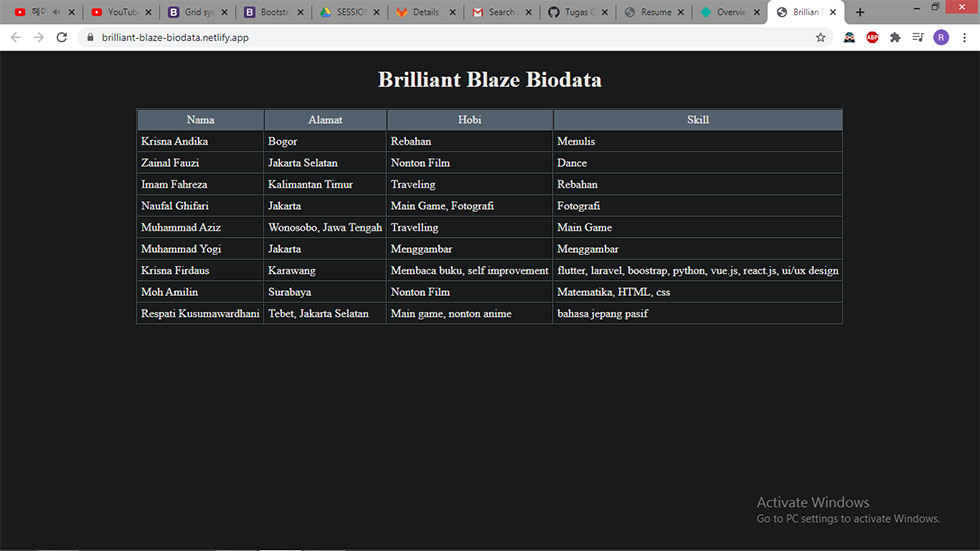 YouTub
Grid sys
Bootstr
SESSIO
Details
Search
Tugas C
Resume
Overvie
Brillian
brilliant-blaze-biodata.netlify.app
ABP
R
Brilliant Blaze Biodata
Nama Alamat Hobi Skill
Krisna Andika Bogor Rebahan Menulis
Zainal Fauzi Jakarta Selatan Nonton Film Dance
Imam Fahreza Kalimantan Timur Traveling Rebahan
Naufal Ghifari Jakarta Main Game, Fotografi Fotografi
Muhammad Aziz Wonosobo, Jawa Tengah Travelling Main Game
Muhammad Yogi Jakarta Menggambar Menggambar
Krisna Firdaus Karawang Membaca buku, self improvement flutter, laravel, boostrap, python, vue.js, react.js, ui/ux design
Moh Amilin Surabaya Nonton Film Matematika, HTML, css
Respati Kusumawardhani Tebet, Jakarta Selatan Main game, nonton anime bahasa jepang pasif
Activate Windows
Go to PC settings to activate Windows.